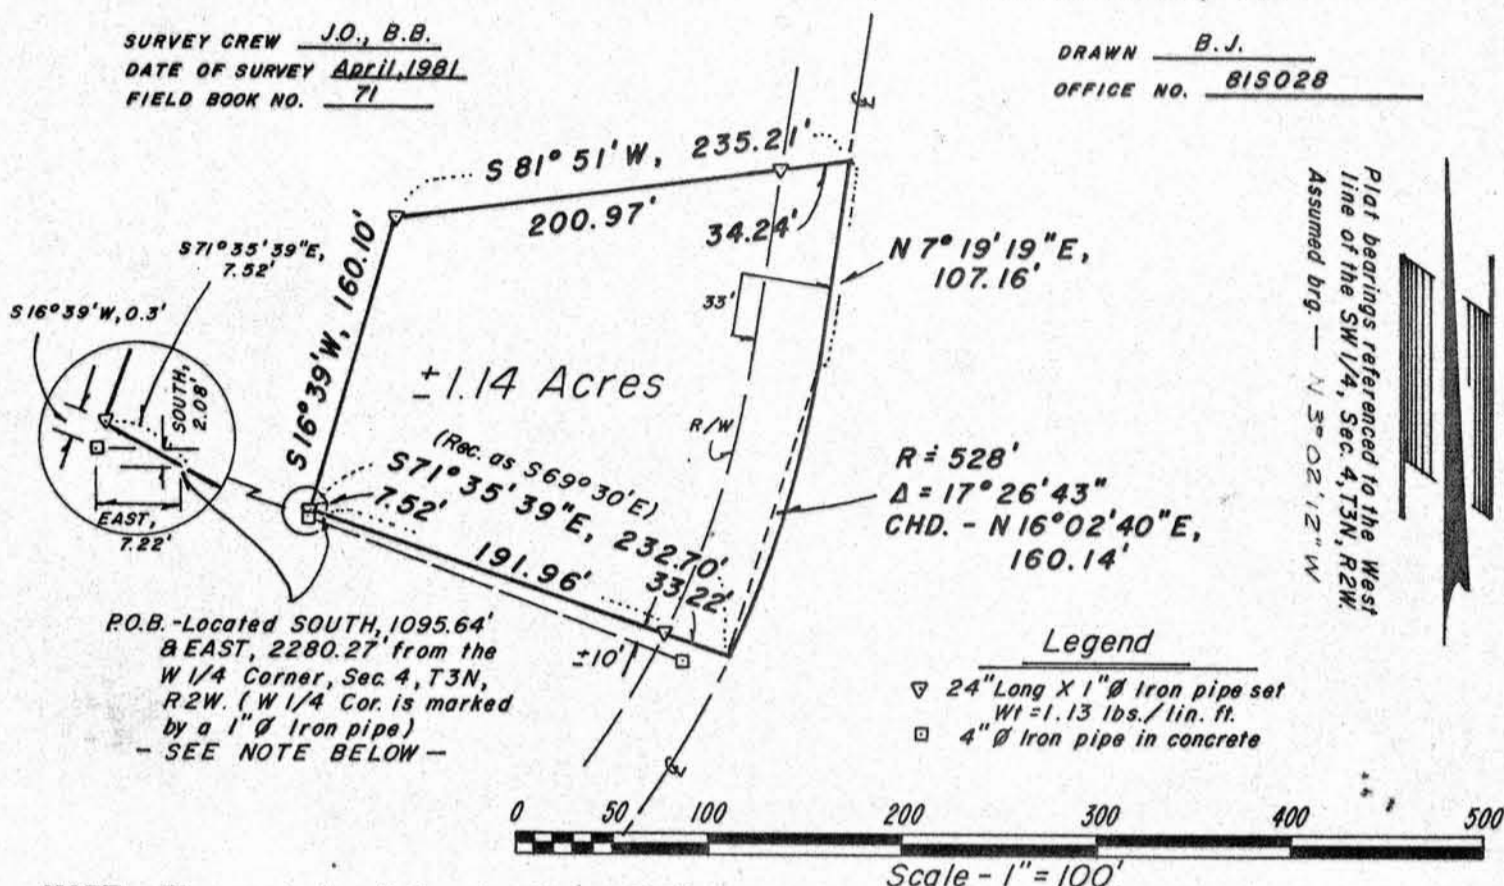 SURVEY CREW J.O., B.B.
DATE OF SURVEY April, 1981
FIELD BOOK NO. 71
DRAWN B.J.
OFFICE NO. 81S028
S 81° 51' W, 235.21'
200.97'
34.24'
S 16° 39' W, 160.10'
S 71° 35' 39" E,
7.52'
S 16° 39' W, 0.3'
SOUTH,
2.08'
EAST,
7.22'
N 7° 19' 19" E,
107.16'
33'
± 1.14 Acres
R/W
(Rec. as S 69° 30' E)
S 71° 35' 39" E, 232.70'
7.52'
191.96'
33.22'
±10'
R ≐ 528'
Δ = 17° 26' 43"
CHD. - N 16° 02' 40" E,
160.14'
Plat bearings referenced to the West
line of the SW 1/4, Sec. 4, T3N, R2W.
Assumed brg. — N 3° 02' 12" W
P.O.B. - Located SOUTH, 1095.64'
& EAST, 2280.27' from the
W 1/4 Corner, Sec. 4, T3N,
R2W. (W 1/4 Cor. is marked
by a 1" Ø Iron pipe)
— SEE NOTE BELOW —
Legend
24" Long X 1" Ø Iron pipe set
Wt = 1.13 lbs./lin. ft.
4" Ø Iron pipe in concrete
0 50 100 200 300 400 500
Scale - 1" = 100'